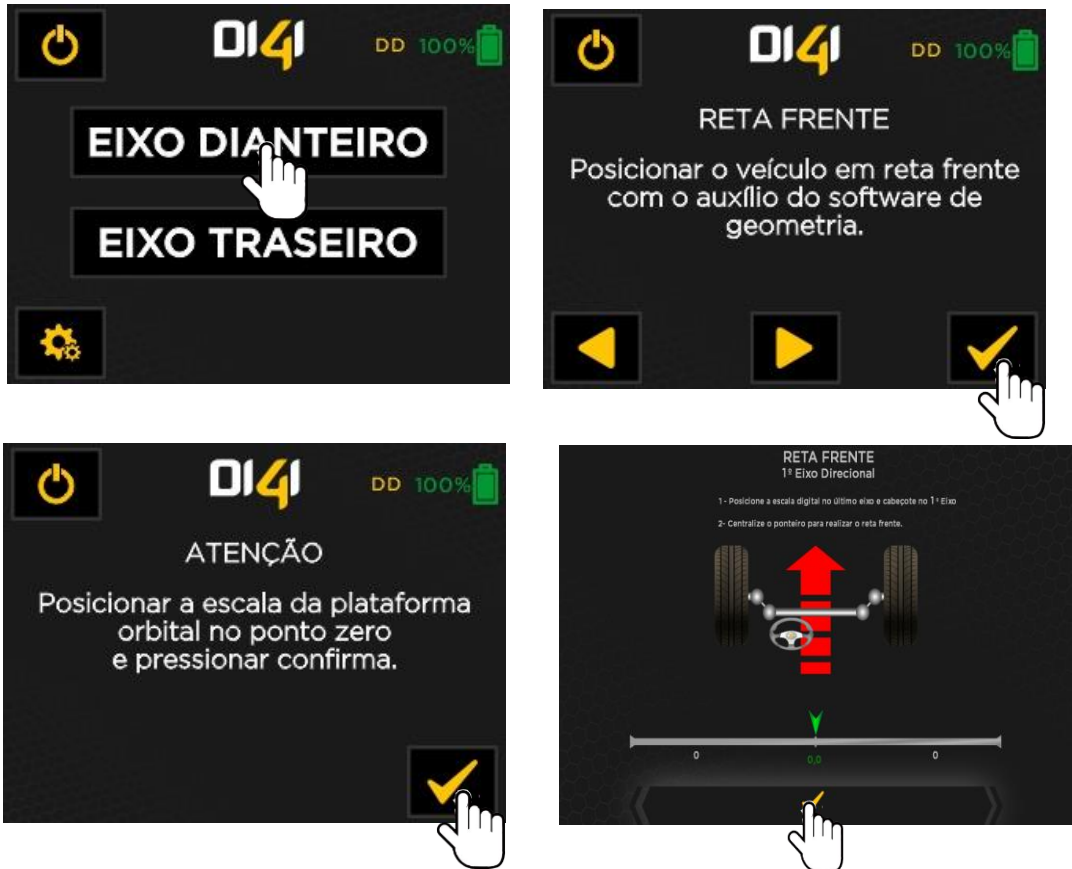 DI4I
DD 100%
EIXO DIANTEIRO
EIXO TRASEIRO
DI4I
DD 100%
RETA FRENTE
Posicionar o veículo em reta frente
com o auxílio do software de
geometria.
DI4I
DD 100%
ATENÇÃO
Posicionar a escala da plataforma
orbital no ponto zero
e pressionar confirma.
RETA FRENTE
1º Eixo Direcional
1 - Posicione a escala digital no último eixo e cabeçote no 1º Eixo
2- Centralize o ponteiro para realizar o reta frente.
0 0,0 0